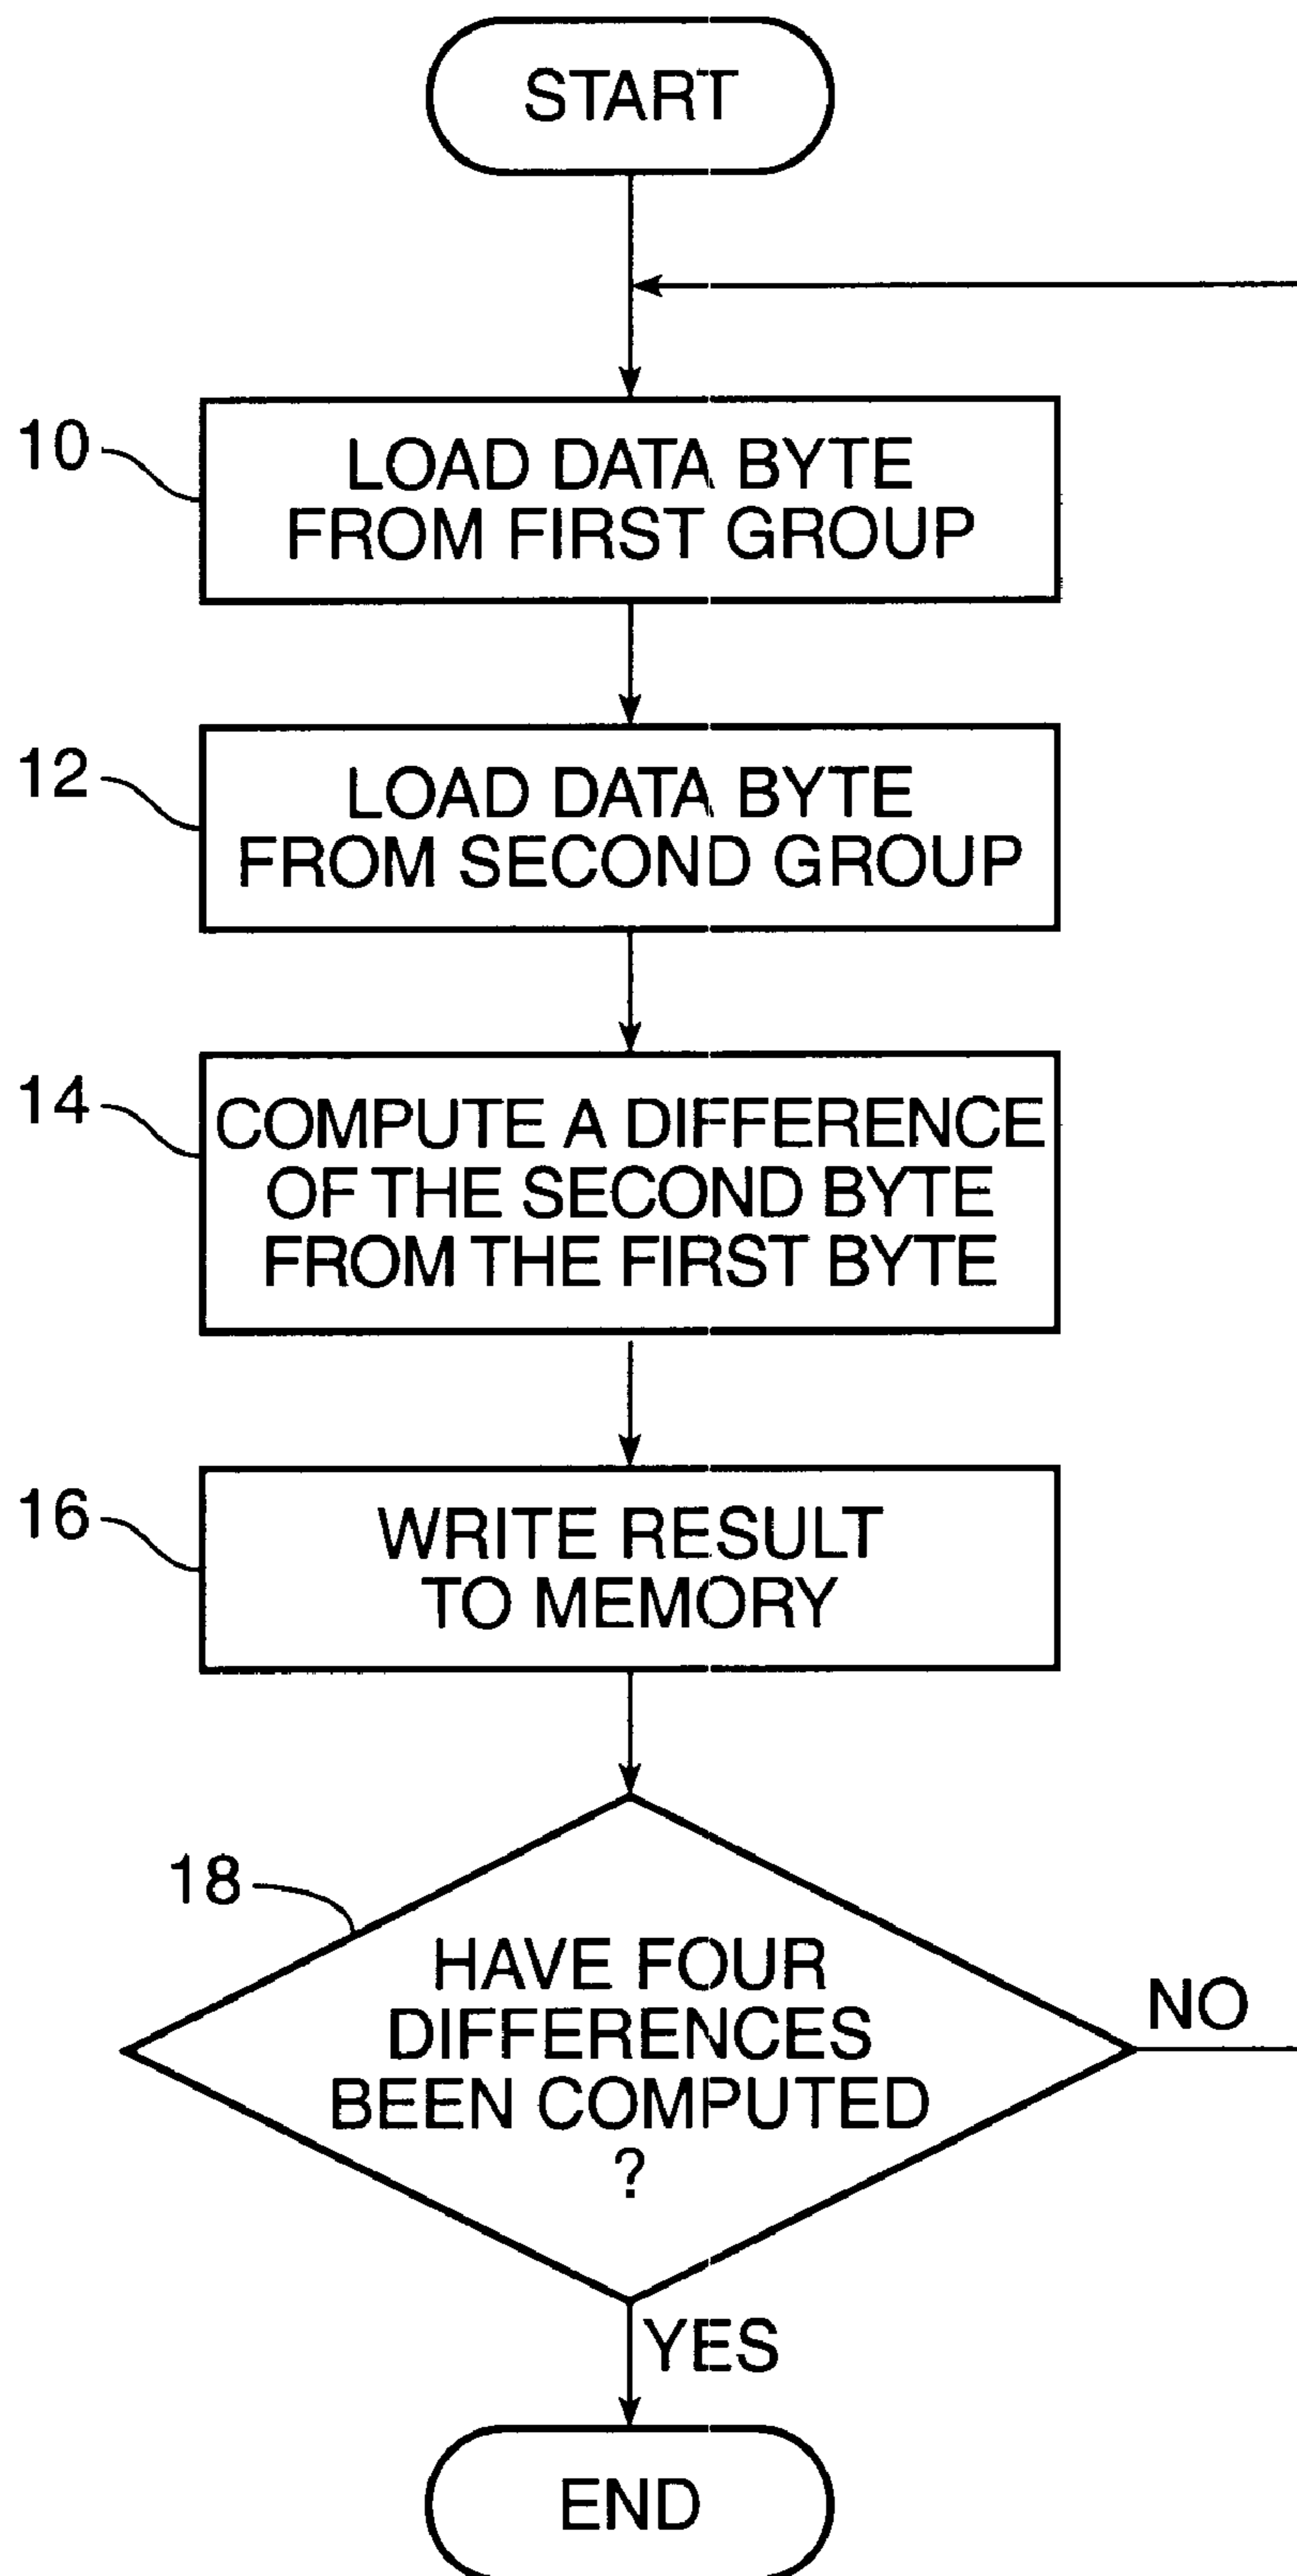 START
10
LOAD DATA BYTE
FROM FIRST GROUP
12
LOAD DATA BYTE
FROM SECOND GROUP
14
COMPUTE A DIFFERENCE
OF THE SECOND BYTE
FROM THE FIRST BYTE
16
WRITE RESULT
TO MEMORY
18
HAVE FOUR
DIFFERENCES
BEEN COMPUTED
?
NO
YES
END